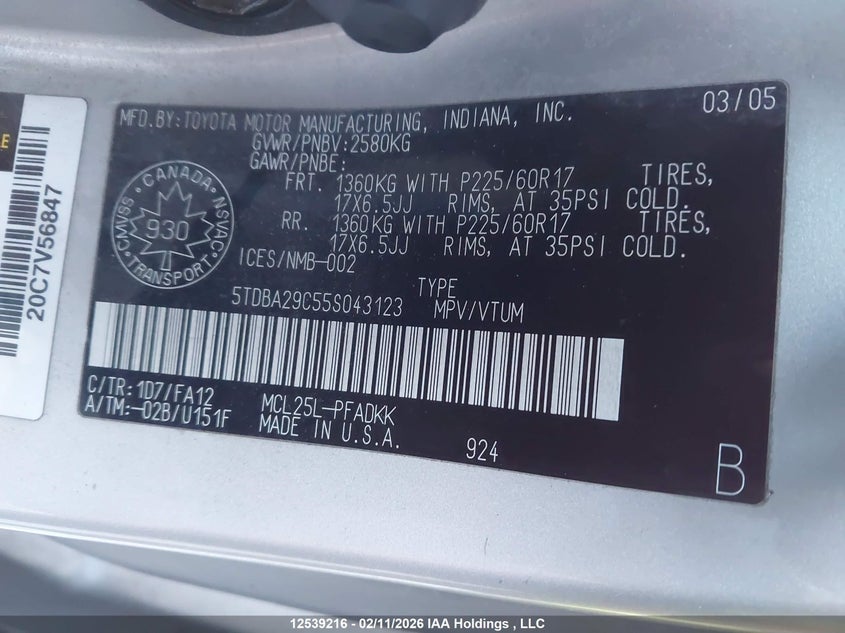 03/05
MFD.BY:TOYOTA MOTOR MANUFACTURING, INDIANA, INC.
GVWR/PNBV:2580KG
GAWR/PNBE:
FRT. 1360KG WITH P225/60R17 TIRES,
17X6.5JJ RIMS, AT 35PSI COLD.
RR. 1360KG WITH P225/60R17 TIRES,
17X6.5JJ RIMS, AT 35PSI COLD.
CANADA
CMVSS 930 NSVAC
TRANSPORT
ICES/NMB-002
5TDBA29C55S043123 TYPE
MPV/VTUM
C/TR:1D7/FA12
A/TM:-02B/U151F
MCL25L-PFADKK
MADE IN U.S.A.
924
B
20C7V56847
12539216 - 02/11/2026 IAA Holdings , LLC